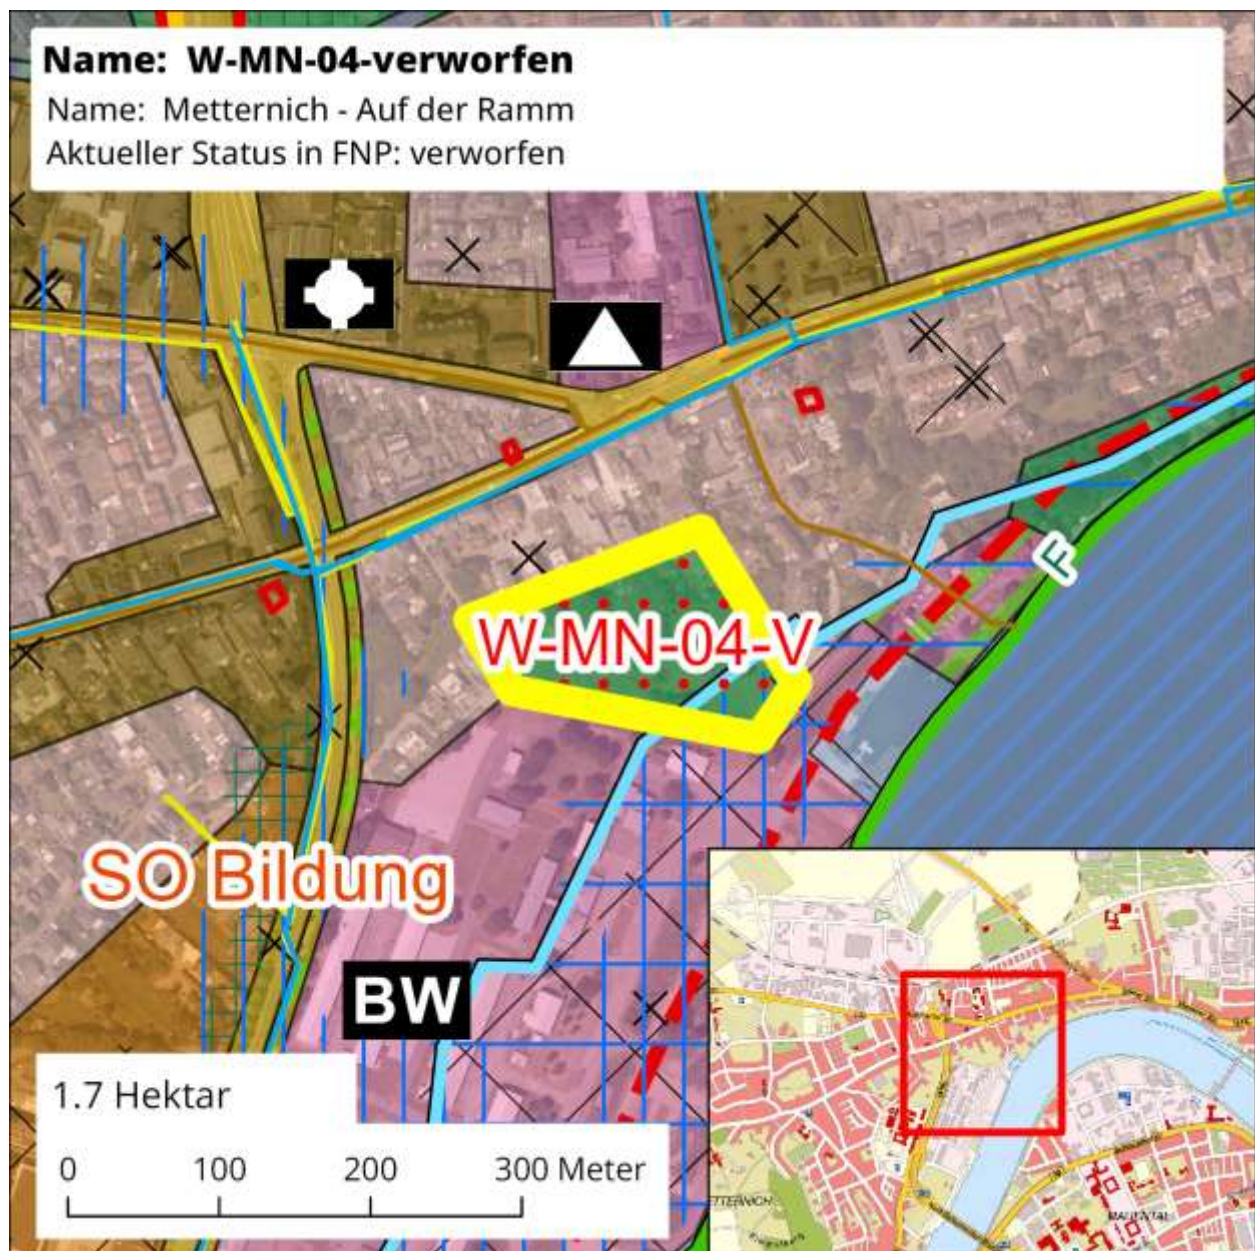 Name: W-MN-04-verworfen
Name: Metternich - Auf der Ramm
Aktueller Status in FNP: verworfen
W-MN-04-V
F
SO Bildung
BW
1.7 Hektar
0 100 200 300 Meter
MAUENTAL